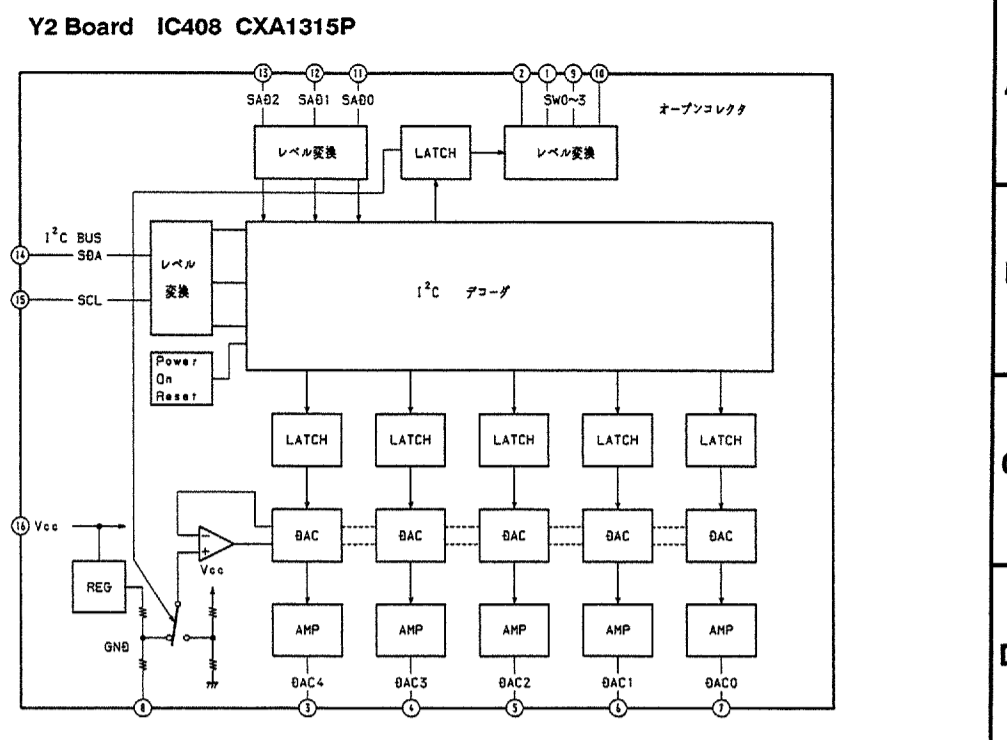 Y2 Board IC408 CXA1315P
13 12 11 2 1 9 10
SAD2 SAD1 SAD0 SW0~3
オープンコレクタ
レベル変換 LATCH レベル変換
I²C BUS
14 SDA
15 SCL
レベル
変換
I²C デコーダ
Power
On
Reset
LATCH LATCH LATCH LATCH LATCH
16 Vcc
DAC DAC DAC DAC DAC
- 
+
Vcc
REG
AMP AMP AMP AMP AMP
GND
DAC4 DAC3 DAC2 DAC1 DAC0
8 3 4 5 6 7